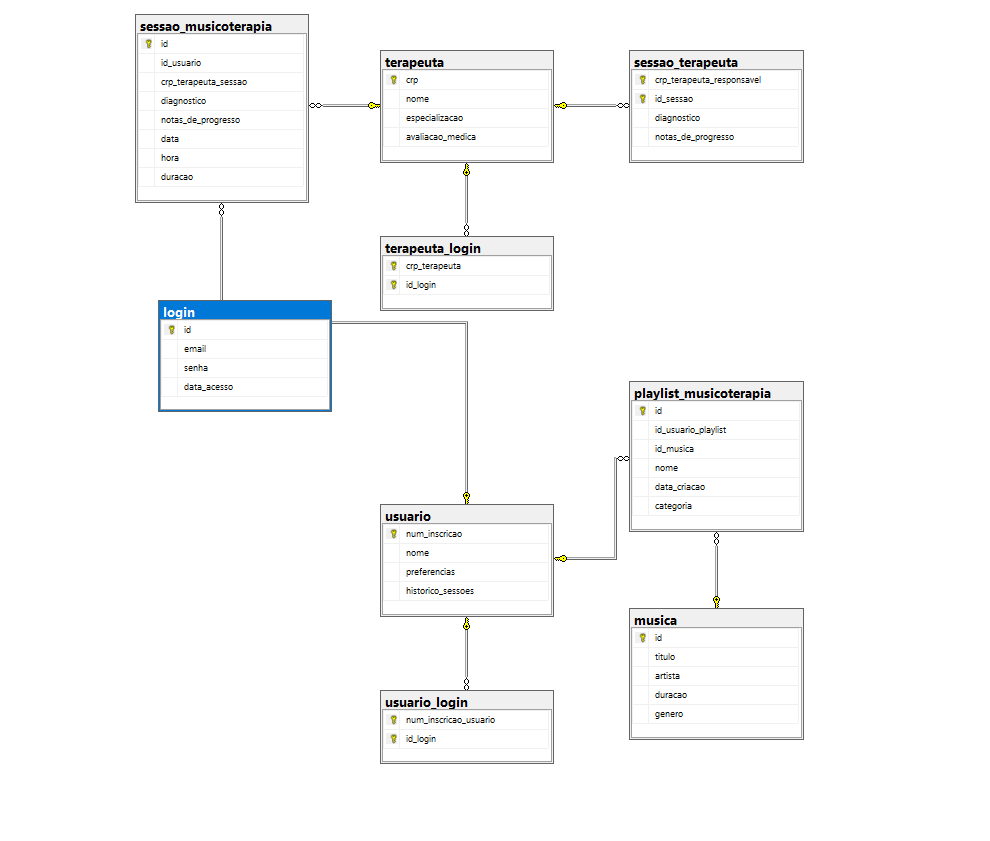 sessao_musicoterapia
id
id_usuario
crp_terapeuta_sessao
diagnostico
notas_de_progresso
data
hora
duracao
terapeuta
crp
nome
especializacao
avaliacao_medica
sessao_terapeuta
crp_terapeuta_responsavel
id_sessao
diagnostico
notas_de_progresso
terapeuta_login
crp_terapeuta
id_login
login
id
email
senha
data_acesso
playlist_musicoterapia
id
id_usuario_playlist
id_musica
nome
data_criacao
categoria
usuario
num_inscricao
nome
preferencias
historico_sessoes
musica
id
titulo
artista
duracao
genero
usuario_login
num_inscricao_usuario
id_login